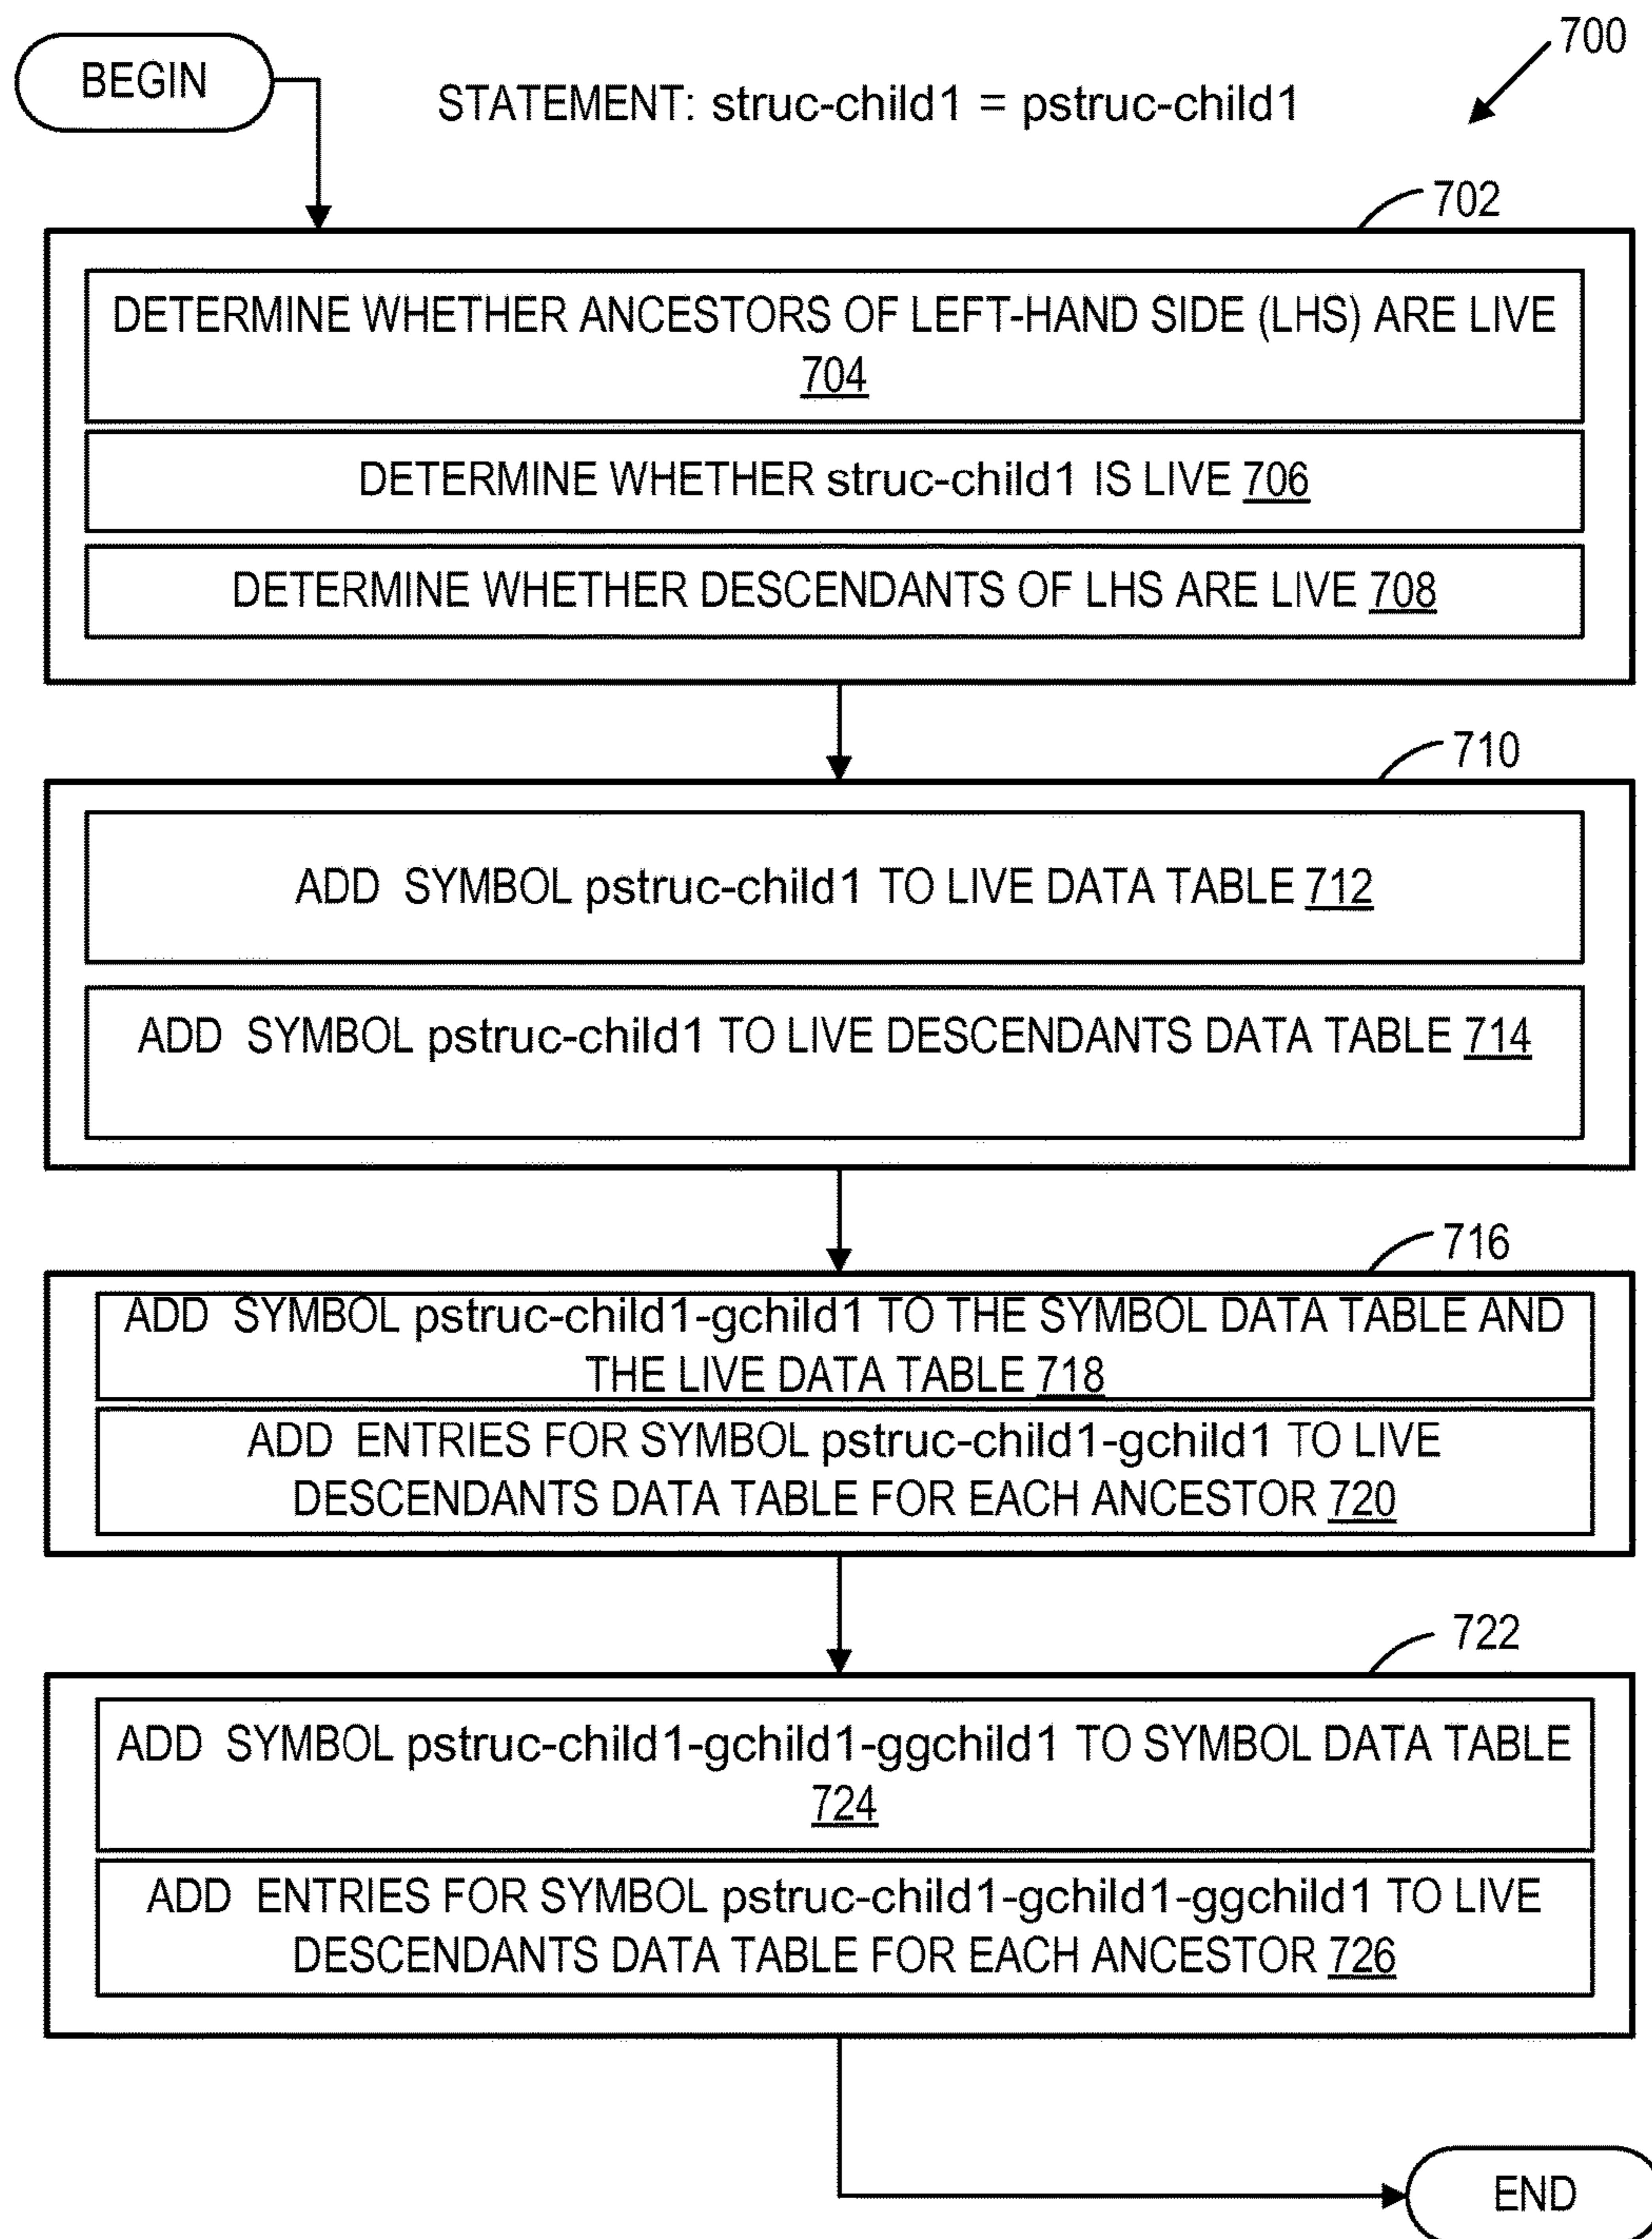 700
BEGIN
STATEMENT: struc-child1 = pstruc-child1
702
DETERMINE WHETHER ANCESTORS OF LEFT-HAND SIDE (LHS) ARE LIVE
704
DETERMINE WHETHER struc-child1 IS LIVE 706
DETERMINE WHETHER DESCENDANTS OF LHS ARE LIVE 708
710
ADD SYMBOL pstruc-child1 TO LIVE DATA TABLE 712
ADD SYMBOL pstruc-child1 TO LIVE DESCENDANTS DATA TABLE 714
716
ADD SYMBOL pstruc-child1-gchild1 TO THE SYMBOL DATA TABLE AND
THE LIVE DATA TABLE 718
ADD ENTRIES FOR SYMBOL pstruc-child1-gchild1 TO LIVE
DESCENDANTS DATA TABLE FOR EACH ANCESTOR 720
722
ADD SYMBOL pstruc-child1-gchild1-ggchild1 TO SYMBOL DATA TABLE
724
ADD ENTRIES FOR SYMBOL pstruc-child1-gchild1-ggchild1 TO LIVE
DESCENDANTS DATA TABLE FOR EACH ANCESTOR 726
END